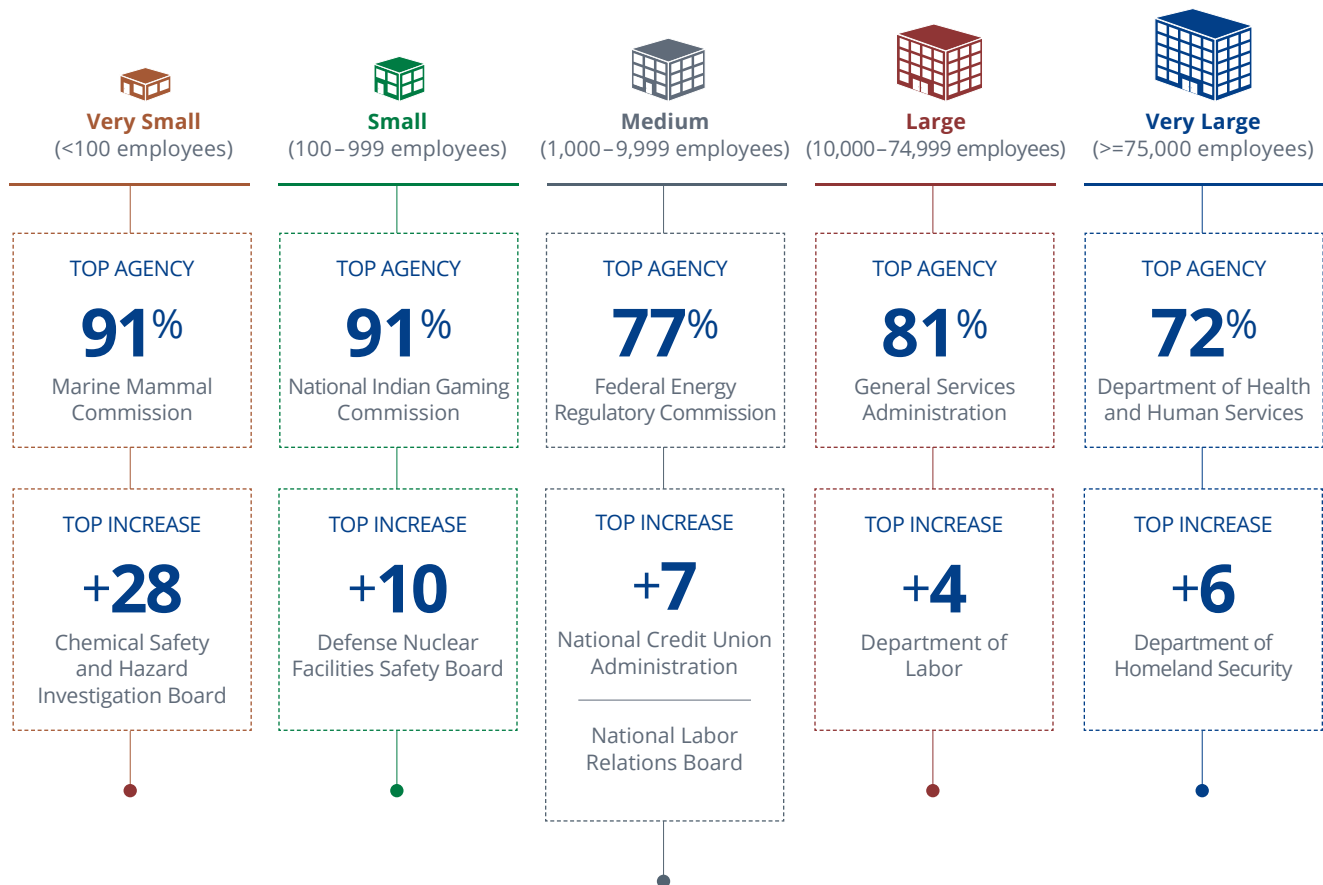 Very Small
(<100 employees)
TOP AGENCY
91%
Marine Mammal
Commission
TOP INCREASE
+28
Chemical Safety
and Hazard
Investigation Board
Small
(100–999 employees)
TOP AGENCY
91%
National Indian Gaming
Commission
TOP INCREASE
+10
Defense Nuclear
Facilities Safety Board
Medium
(1,000–9,999 employees)
TOP AGENCY
77%
Federal Energy
Regulatory Commission
TOP INCREASE
+7
National Credit Union
Administration
National Labor
Relations Board
Large
(10,000–74,999 employees)
TOP AGENCY
81%
General Services
Administration
TOP INCREASE
+4
Department of
Labor
Very Large
(>=75,000 employees)
TOP AGENCY
72%
Department of Health
and Human Services
TOP INCREASE
+6
Department of
Homeland Security